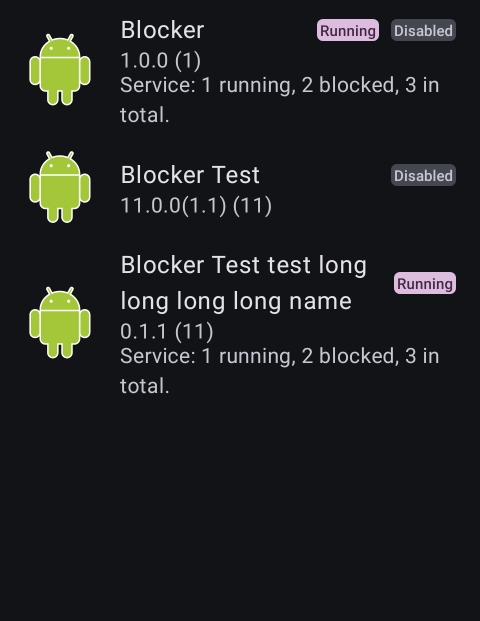 Blocker Running Disabled
1.0.0 (1)
Service: 1 running, 2 blocked, 3 in
total.
Blocker Test Disabled
11.0.0(1.1) (11)
Blocker Test test long
long long long name Running
0.1.1 (11)
Service: 1 running, 2 blocked, 3 in
total.